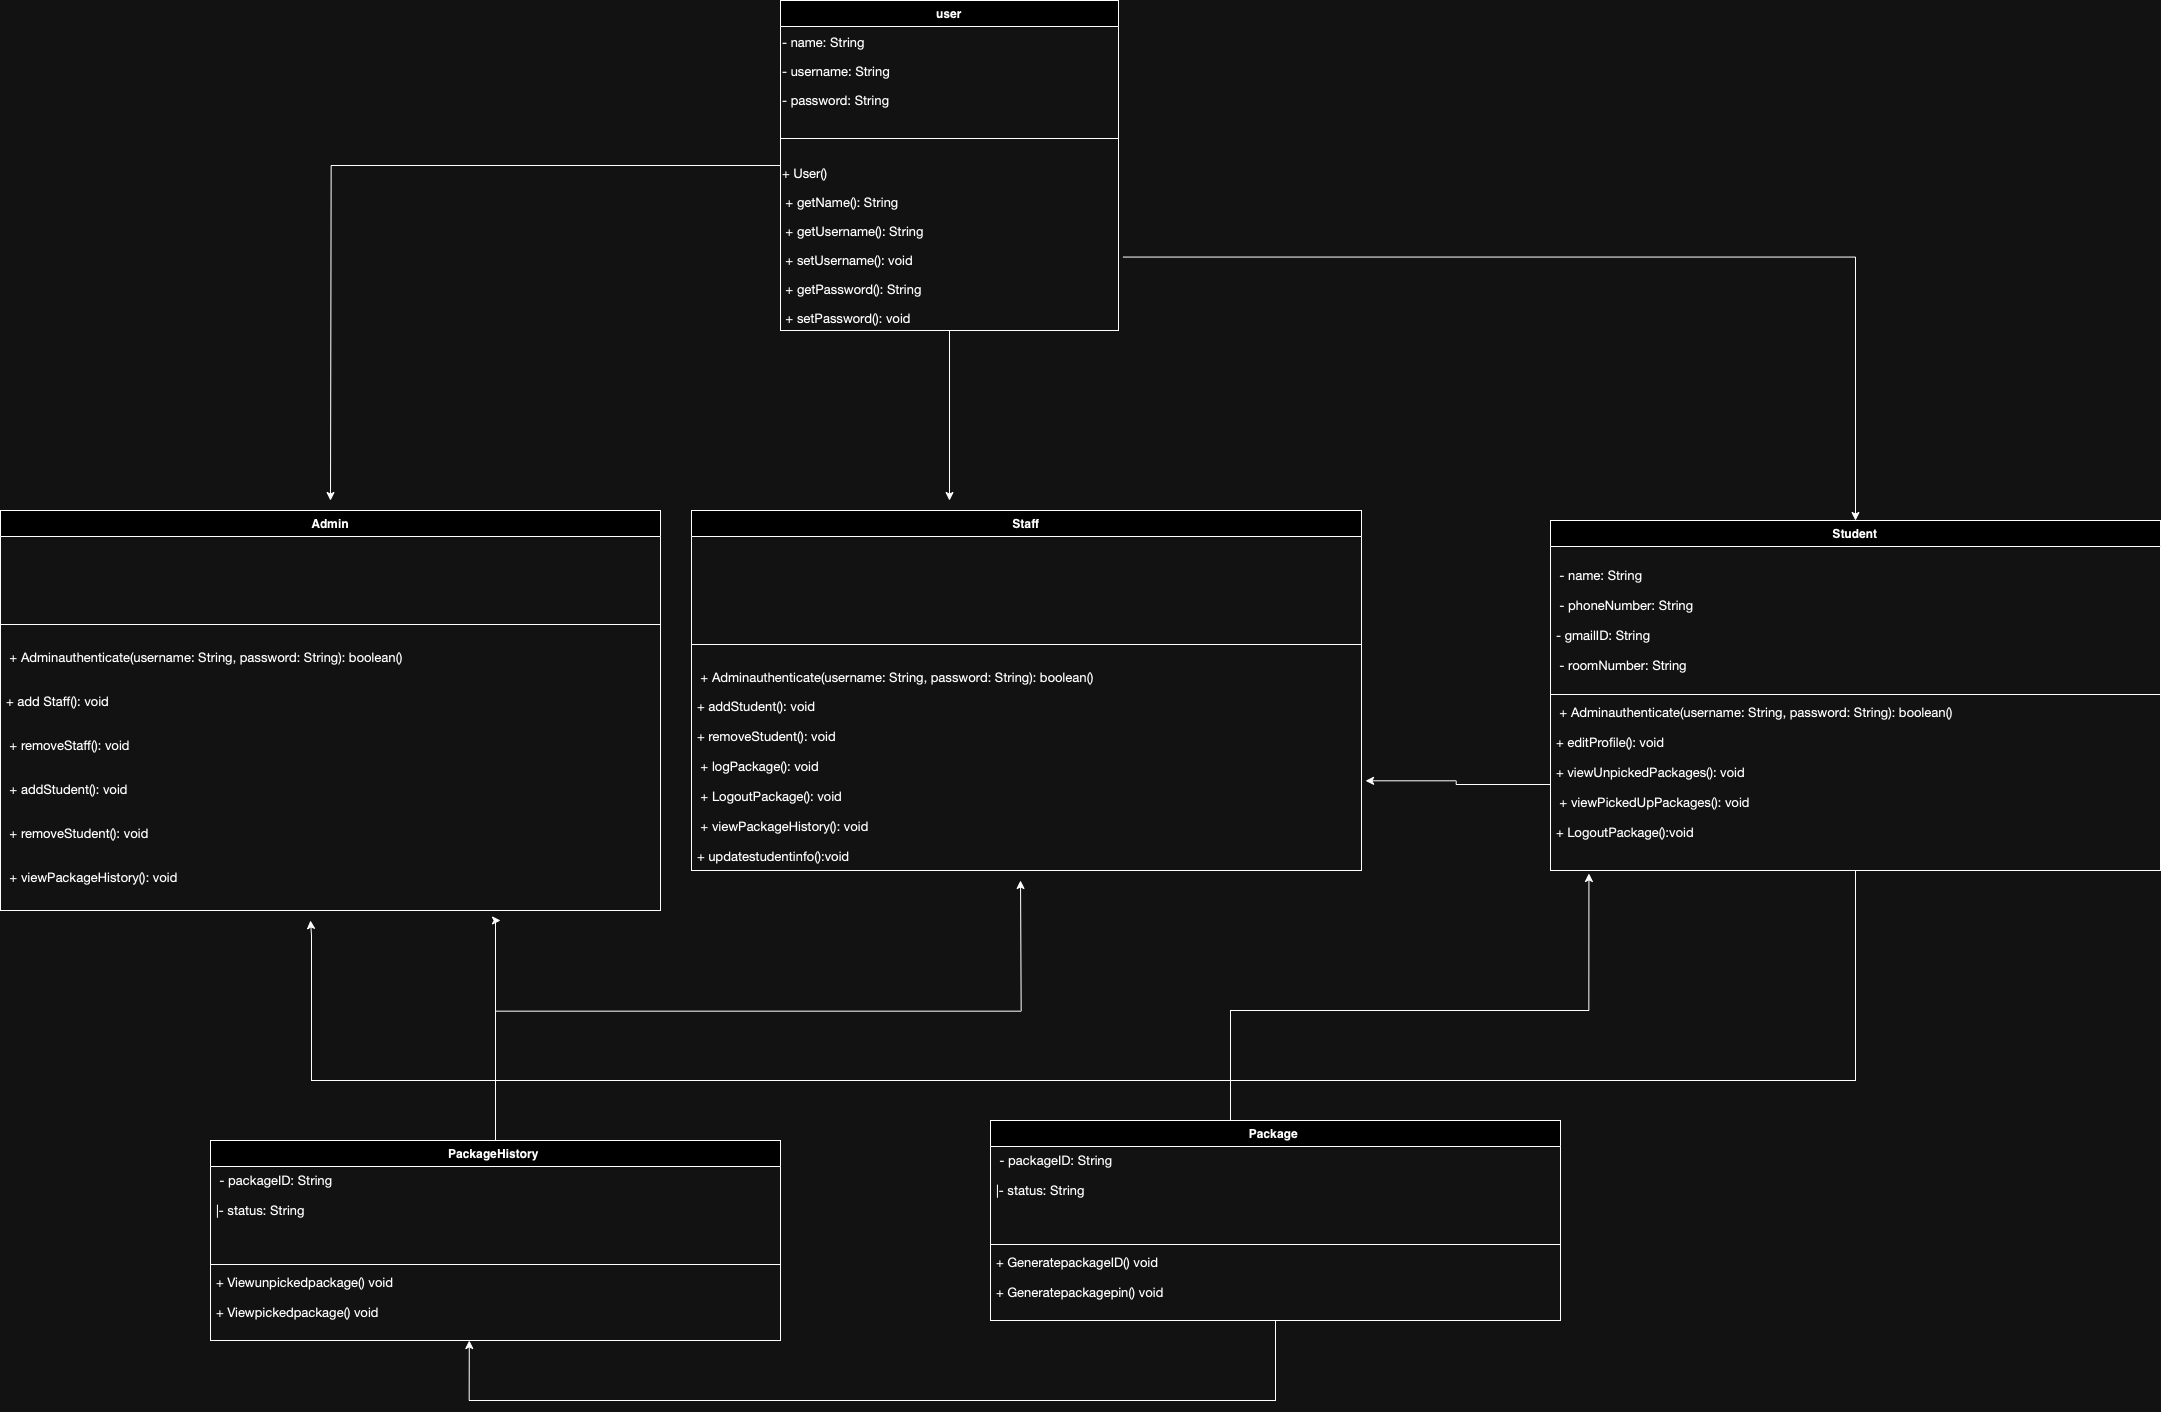 user
- name: String
- username: String
- password: String
+ User()
+ getName(): String
+ getUsername(): String
+ setUsername(): void
+ getPassword(): String
+ setPassword(): void
Admin
+ Adminauthenticate(username: String, password: String): boolean()
+ add Staff(): void
+ removeStaff(): void
+ addStudent(): void
+ removeStudent(): void
+ viewPackageHistory(): void
Staff
+ Adminauthenticate(username: String, password: String): boolean()
+ addStudent(): void
+ removeStudent(): void
+ logPackage(): void
+ LogoutPackage(): void
+ viewPackageHistory(): void
+ updatestudentinfo():void
Student
- name: String
- phoneNumber: String
- gmailID: String
- roomNumber: String
+ Adminauthenticate(username: String, password: String): boolean()
+ editProfile(): void
+ viewUnpickedPackages(): void
+ viewPickedUpPackages(): void
+ LogoutPackage():void
PackageHistory
- packageID: String
|- status: String
+ Viewunpickedpackage() void
+ Viewpickedpackage() void
Package
- packageID: String
|- status: String
+ GeneratepackageID() void
+ Generatepackagepin() void